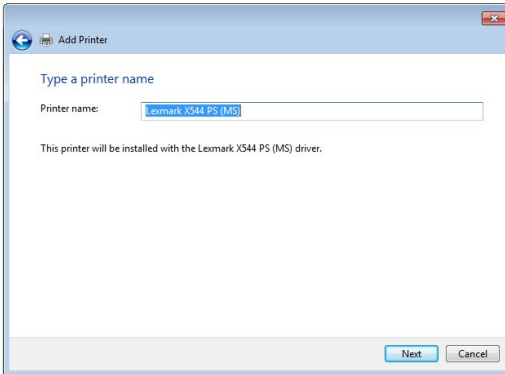 Add Printer
Type a printer name
Printer name: Lexmark X544 PS (MS)
This printer will be installed with the Lexmark X544 PS (MS) driver.
Next Cancel